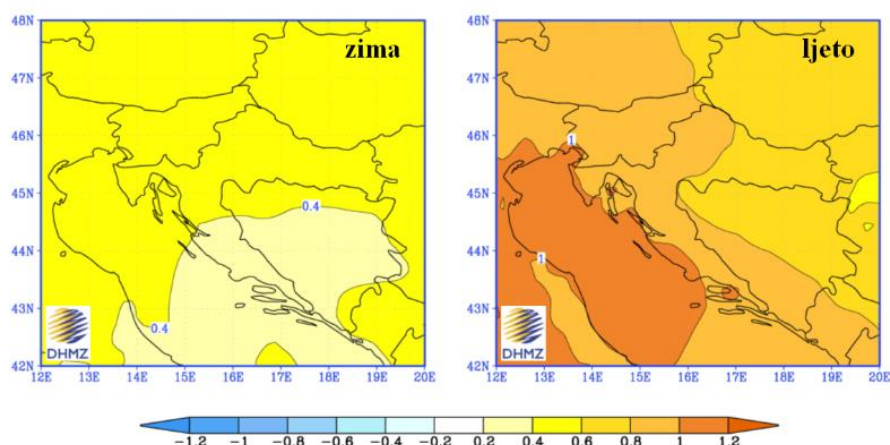 zima
48N
47N
46N
45N
44N
43N
42N
0.4
0.4
DHMZ
12E 13E 14E 15E 16E 17E 18E 19E 20E
ljeto
48N
47N
46N
45N
44N
43N
42N
1
1
DHMZ
12E 13E 14E 15E 16E 17E 18E 19E 20E
-1.2 -1 -0.8 -0.6 -0.4 -0.2 0.2 0.4 0.6 0.8 1 1.2